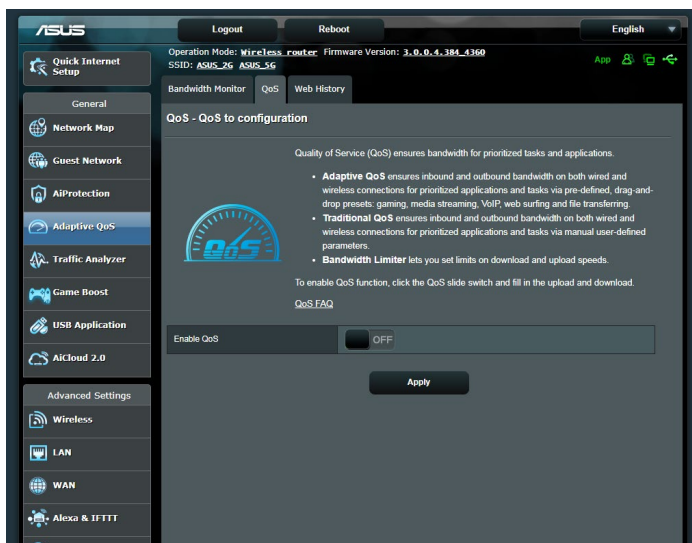 ASUS
Logout
Reboot
English
Quick Internet
Setup
Operation Mode: Wireless router Firmware Version: 3.0.0.4.384_4360
SSID: ASUS_2G ASUS_5G
App
General
Network Map
Guest Network
AiProtection
Adaptive QoS
Traffic Analyzer
Game Boost
USB Application
AiCloud 2.0
Advanced Settings
Wireless
LAN
WAN
Alexa & IFTTT
Bandwidth Monitor
QoS
Web History
QoS - QoS to configuration
QoS
Quality of Service (QoS) ensures bandwidth for prioritized tasks and applications.
• Adaptive QoS ensures inbound and outbound bandwidth on both wired and
wireless connections for prioritized applications and tasks via pre-defined, drag-and-
drop presets: gaming, media streaming, VoIP, web surfing and file transferring.
• Traditional QoS ensures inbound and outbound bandwidth on both wired and
wireless connections for prioritized applications and tasks via manual user-defined
parameters.
• Bandwidth Limiter lets you set limits on download and upload speeds.
To enable QoS function, click the QoS slide switch and fill in the upload and download.
QoS FAQ
Enable QoS
OFF
Apply